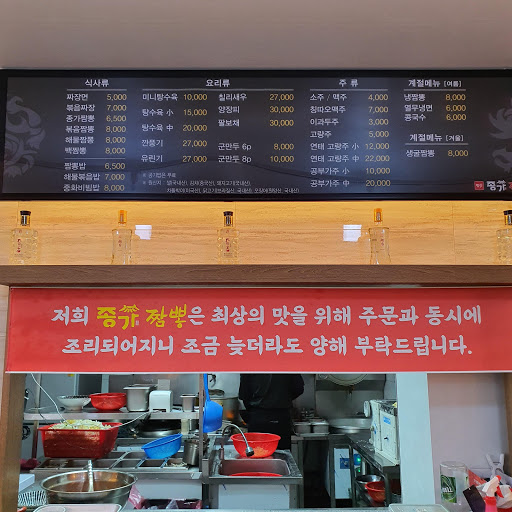 식사류
짜장면 5,000
볶음짜장 7,000
종가짬뽕 6,500
볶음짬뽕 8,000
해물짬뽕 8,000
백짬뽕 8,000
짬뽕밥 6,500
해물볶음밥 7,000
중화비빔밥 8,000
요리류
미니탕수육 10,000
탕수육 小 15,000
탕수육 中 20,000
깐풍기 27,000
유린기 27,000
칠리새우 27,000
양장피 30,000
팔보채 30,000
군만두 6p 8,000
군만두 8p 10,000
※ 공기밥은 무료
주 류
소주 / 맥주 4,000
칭따오맥주 7,000
이과두주 5,000
고량주 5,000
연태 고량주 小 12,000
연태 고량주 中 22,000
공부가주 小 10,000
공부가주 中 20,000
계절메뉴 [여름]
냉짬뽕 8,000
열무냉면 6,000
콩국수 6,000
계절메뉴 [겨울]
생굴짬뽕 8,000
저희 종가 짬뽕은 최상의 맛을 위해 주문과 동시에
조리되어지니 조금 늦더라도 양해 부탁드립니다.